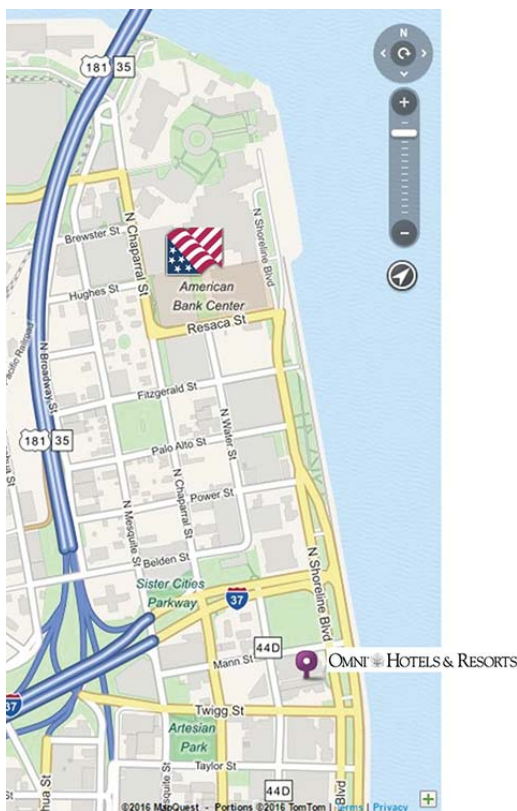 N
181
35
Brewster St
N Chaparral St
N Shoreline Blvd
American
Bank Center
Hughes St
Resaca St
Pacific Railroad
N Broadway St
Fitzgerald St
181
35
N Water St
Palo Alto St
N Mesquite St
N Chaparral St
Power St
Belden St
Sister Cities
Parkway
37
N Shoreline Blvd
44D
Mann St
OMNI HOTELS & RESORTS
37
Twigg St
Artesian
Park
Taylor St
44D
Blvd
©2016 MapQuest - Portions ©2016 TomTom | Terms | Privacy